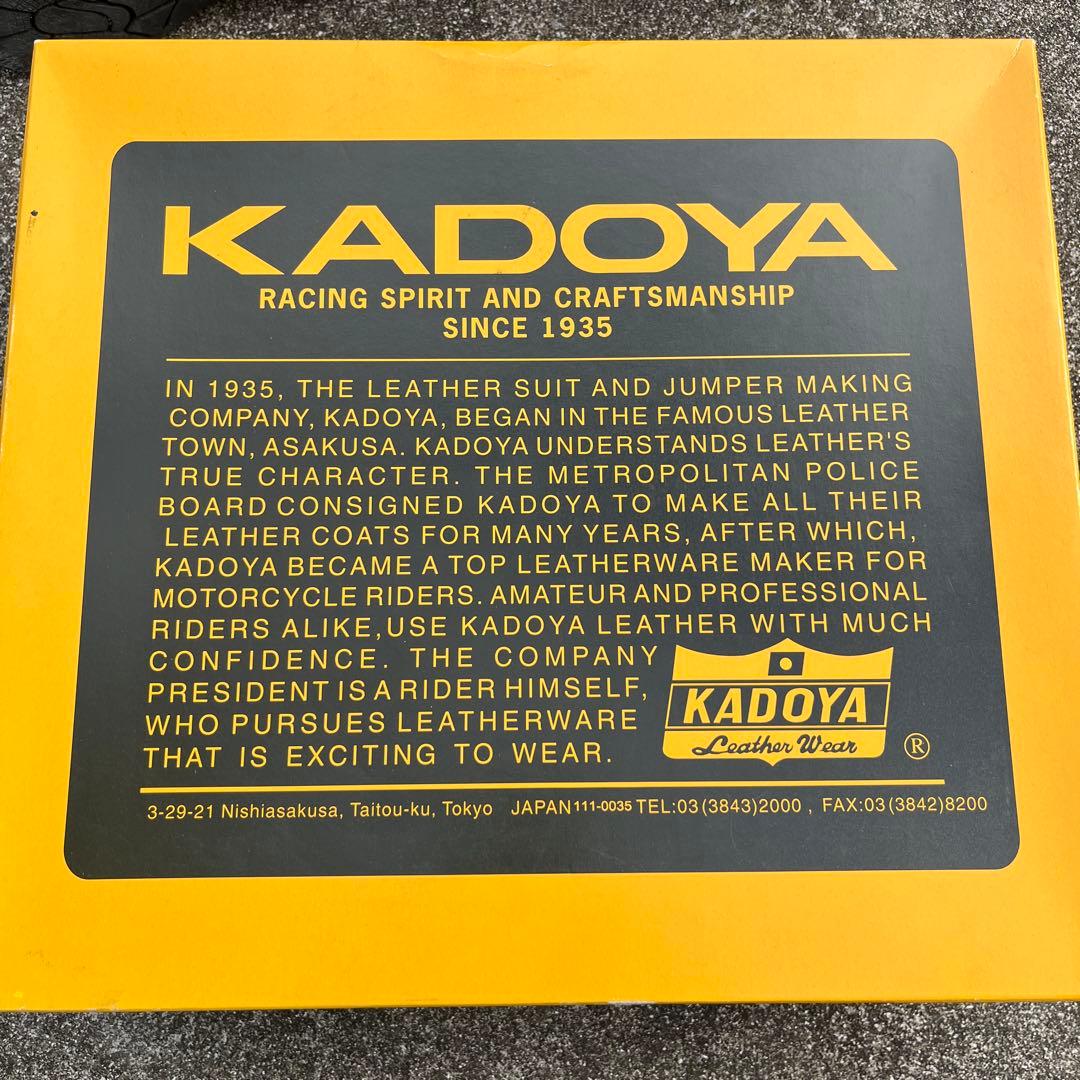 KADOYA
RACING SPIRIT AND CRAFTSMANSHIP
SINCE 1935
IN 1935, THE LEATHER SUIT AND JUMPER MAKING
COMPANY, KADOYA, BEGAN IN THE FAMOUS LEATHER
TOWN, ASAKUSA. KADOYA UNDERSTANDS LEATHER'S
TRUE CHARACTER. THE METROPOLITAN POLICE
BOARD CONSIGNED KADOYA TO MAKE ALL THEIR
LEATHER COATS FOR MANY YEARS, AFTER WHICH,
KADOYA BECAME A TOP LEATHERWARE MAKER FOR
MOTORCYCLE RIDERS. AMATEUR AND PROFESSIONAL
RIDERS ALIKE,USE KADOYA LEATHER WITH MUCH
CONFIDENCE. THE COMPANY
PRESIDENT IS A RIDER HIMSELF,
WHO PURSUES LEATHERWARE
THAT IS EXCITING TO WEAR.
KADOYA
Leather Wear
®
3-29-21 Nishiasakusa, Taitou-ku, Tokyo JAPAN 111-0035 TEL:03(3843)2000 , FAX:03(3842)8200